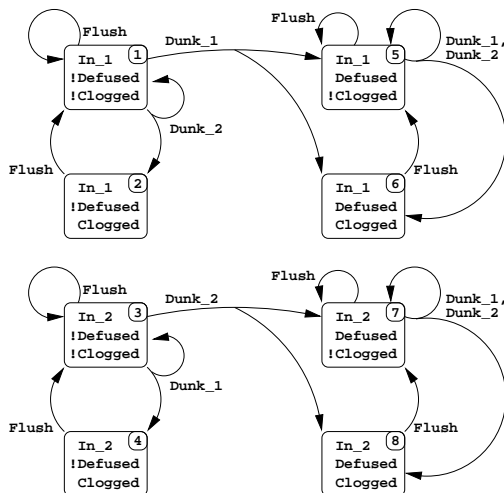 Flush
Dunk_1
Flush
Dunk_1,
Dunk_2
1
In_1
!Defused
!Clogged
5
In_1
Defused
!Clogged
Dunk_2
Flush
Flush
2
In_1
!Defused
Clogged
6
In_1
Defused
Clogged
Flush
Dunk_2
Flush
Dunk_1,
Dunk_2
3
In_2
!Defused
!Clogged
7
In_2
Defused
!Clogged
Dunk_1
Flush
Flush
4
In_2
!Defused
Clogged
8
In_2
Defused
Clogged